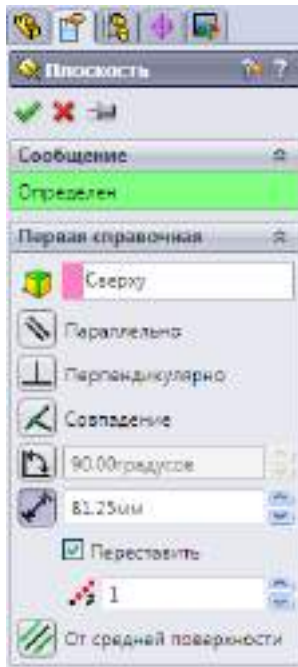 Плоскость
?
Сообщение
Определен
Первая справочная
Сверху
Параллельно
Перпендикулярно
Совпадение
90.00градусов
81.25мм
Переставить
1
От средней поверхности